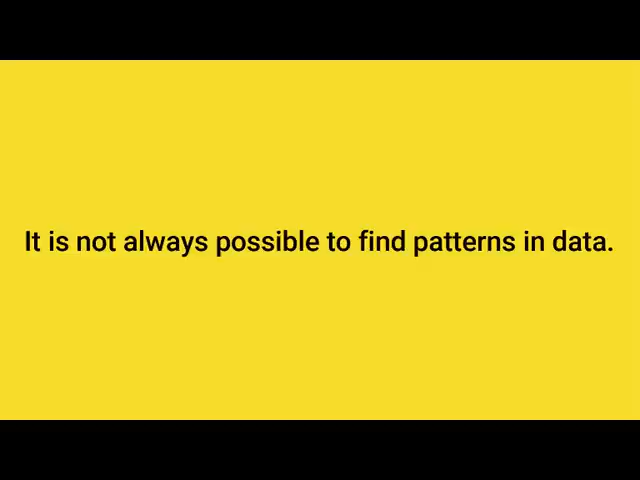 It is not always possible to find patterns in data.